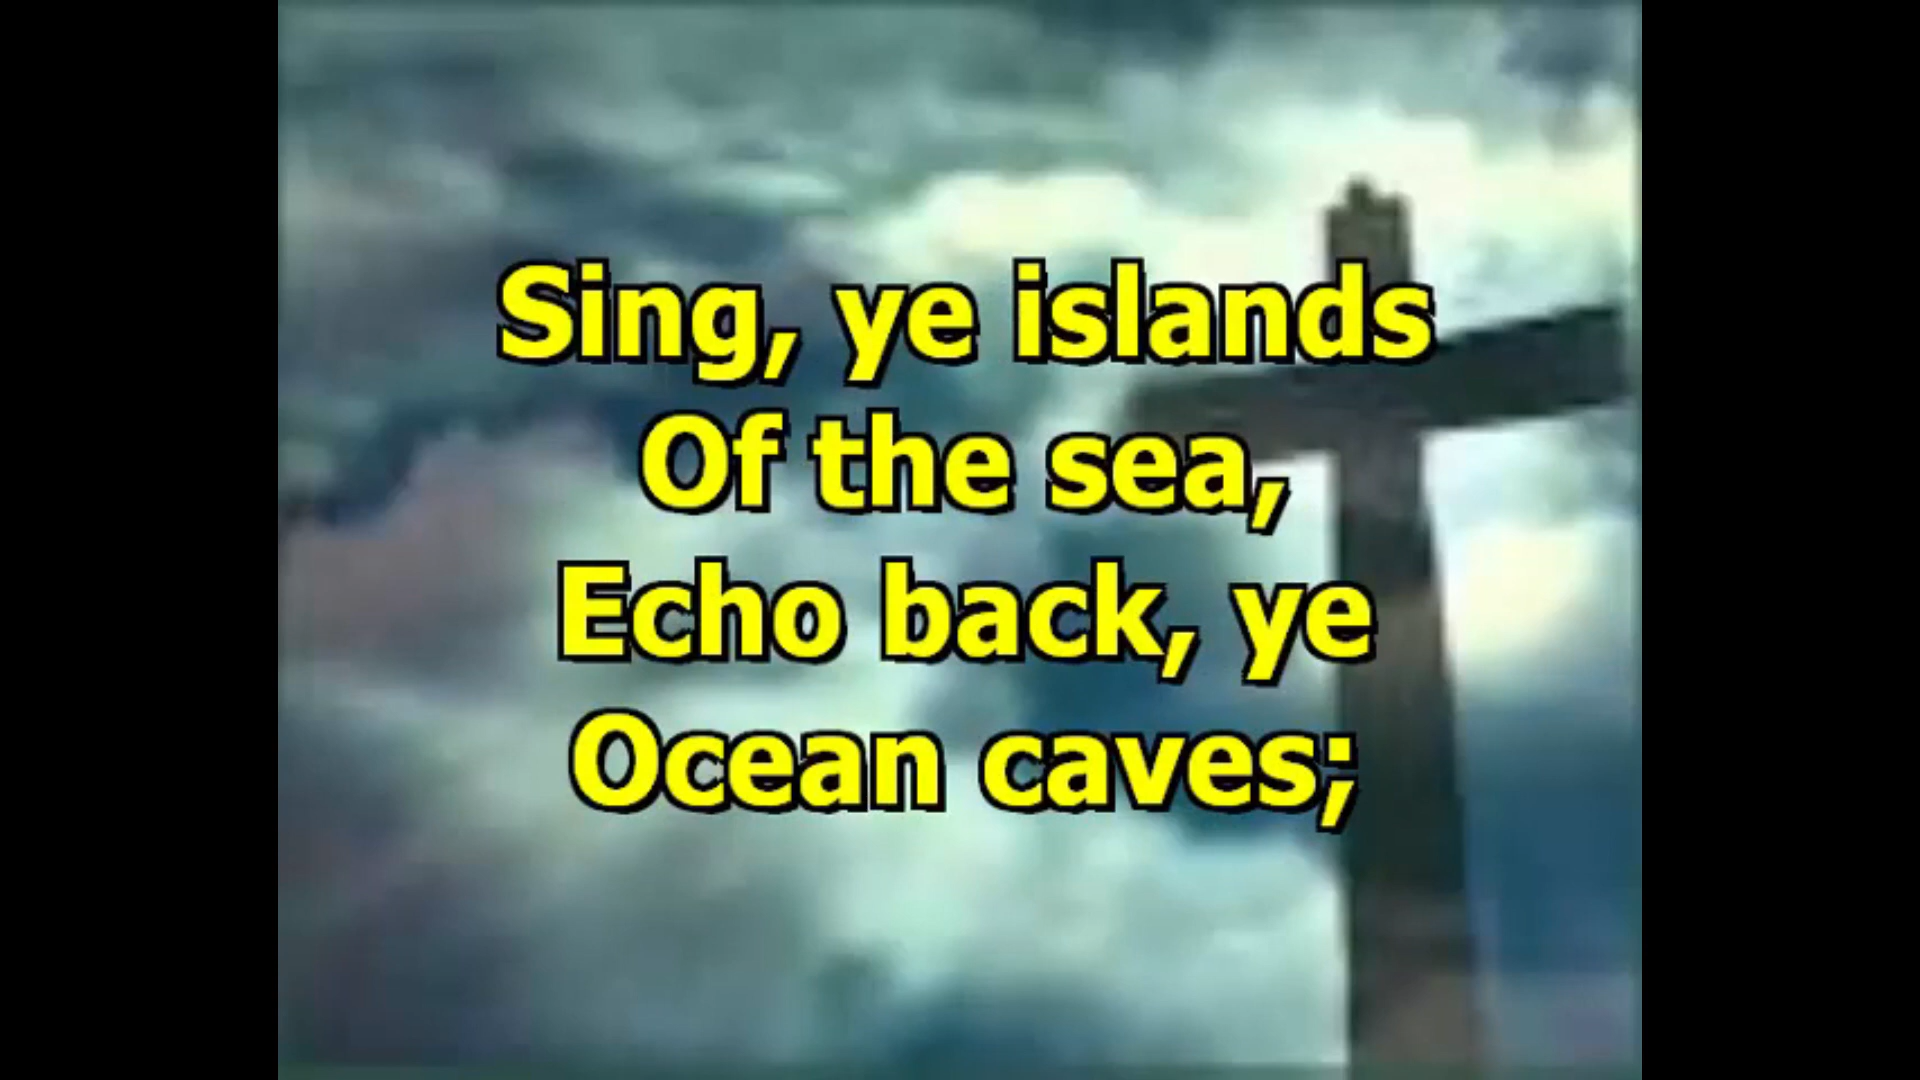 Sing, ye islands
Of the sea,
Echo back, ye
Ocean caves;